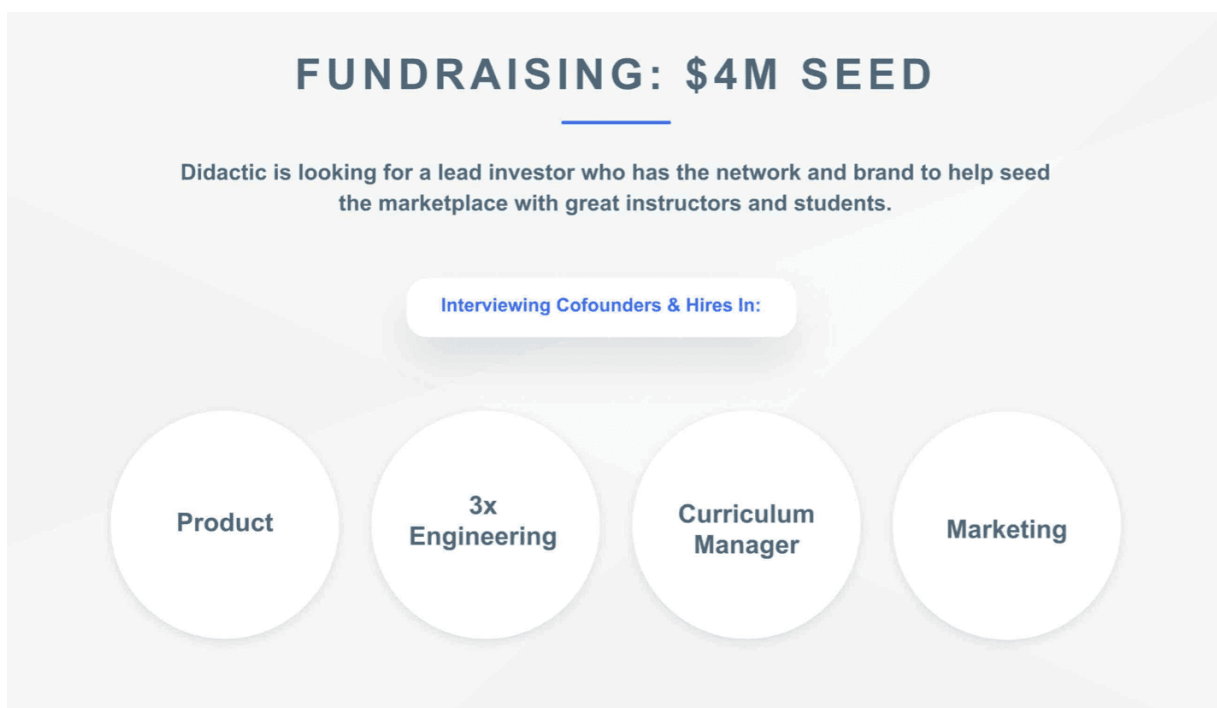 FUNDRAISING: $4M SEED
Didactic is looking for a lead investor who has the network and brand to help seed
the marketplace with great instructors and students.
Interviewing Cofounders & Hires In:
Product
3x
Engineering
Curriculum
Manager
Marketing